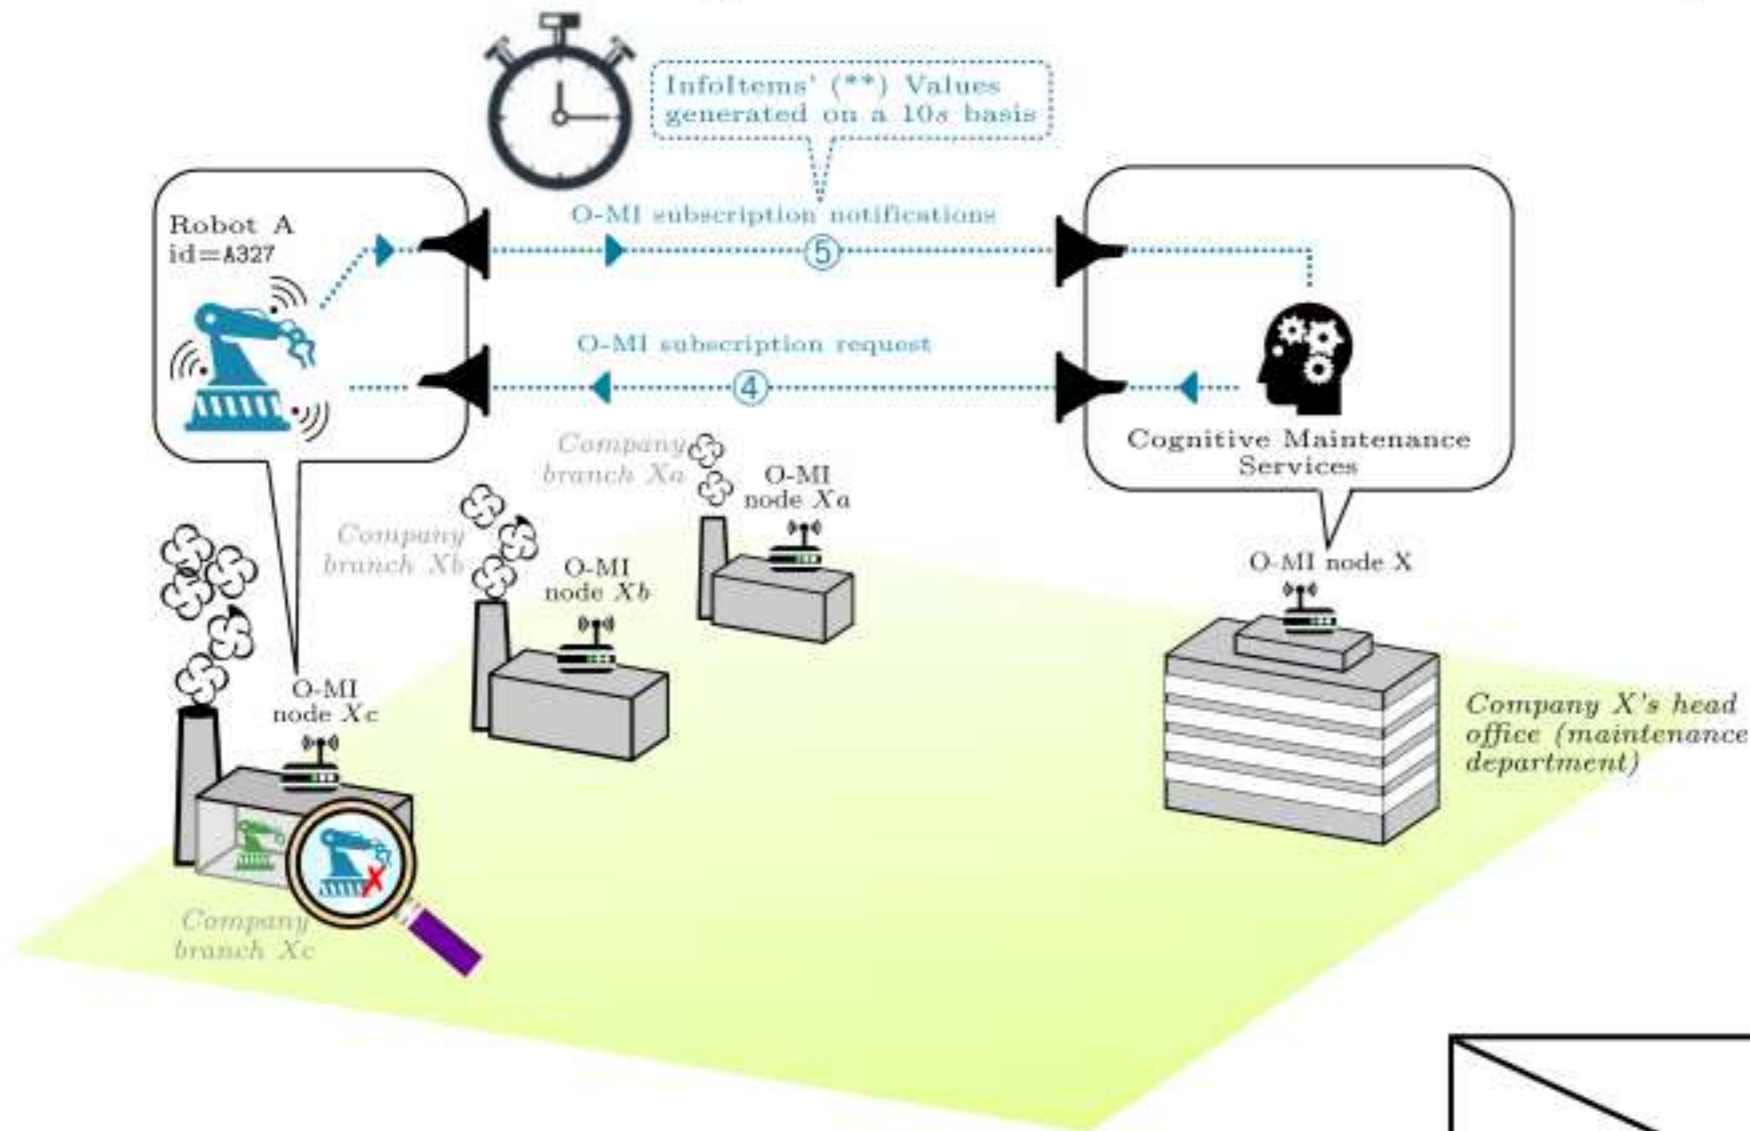 InfoItems' (**) Values
generated on a 10s basis
Robot A
id=A327
O-MI subscription notifications
5
O-MI subscription request
4
Cognitive Maintenance
Services
Company
branch Xa
O-MI
node Xa
Company
branch Xb
O-MI
node Xb
O-MI node X
O-MI
node Xc
Company X's head
office (maintenance
department)
Company
branch Xc